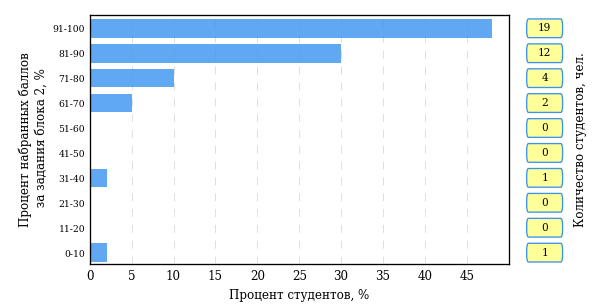 Процент набранных баллов
за задания блока 2, %
91-100 19
81-90 12
71-80 4
61-70 2
51-60 0
41-50 0
31-40 1
21-30 0
11-20 0
0-10 1
0 5 10 15 20 25 30 35 40 45
Процент студентов, %
Количество студентов, чел.